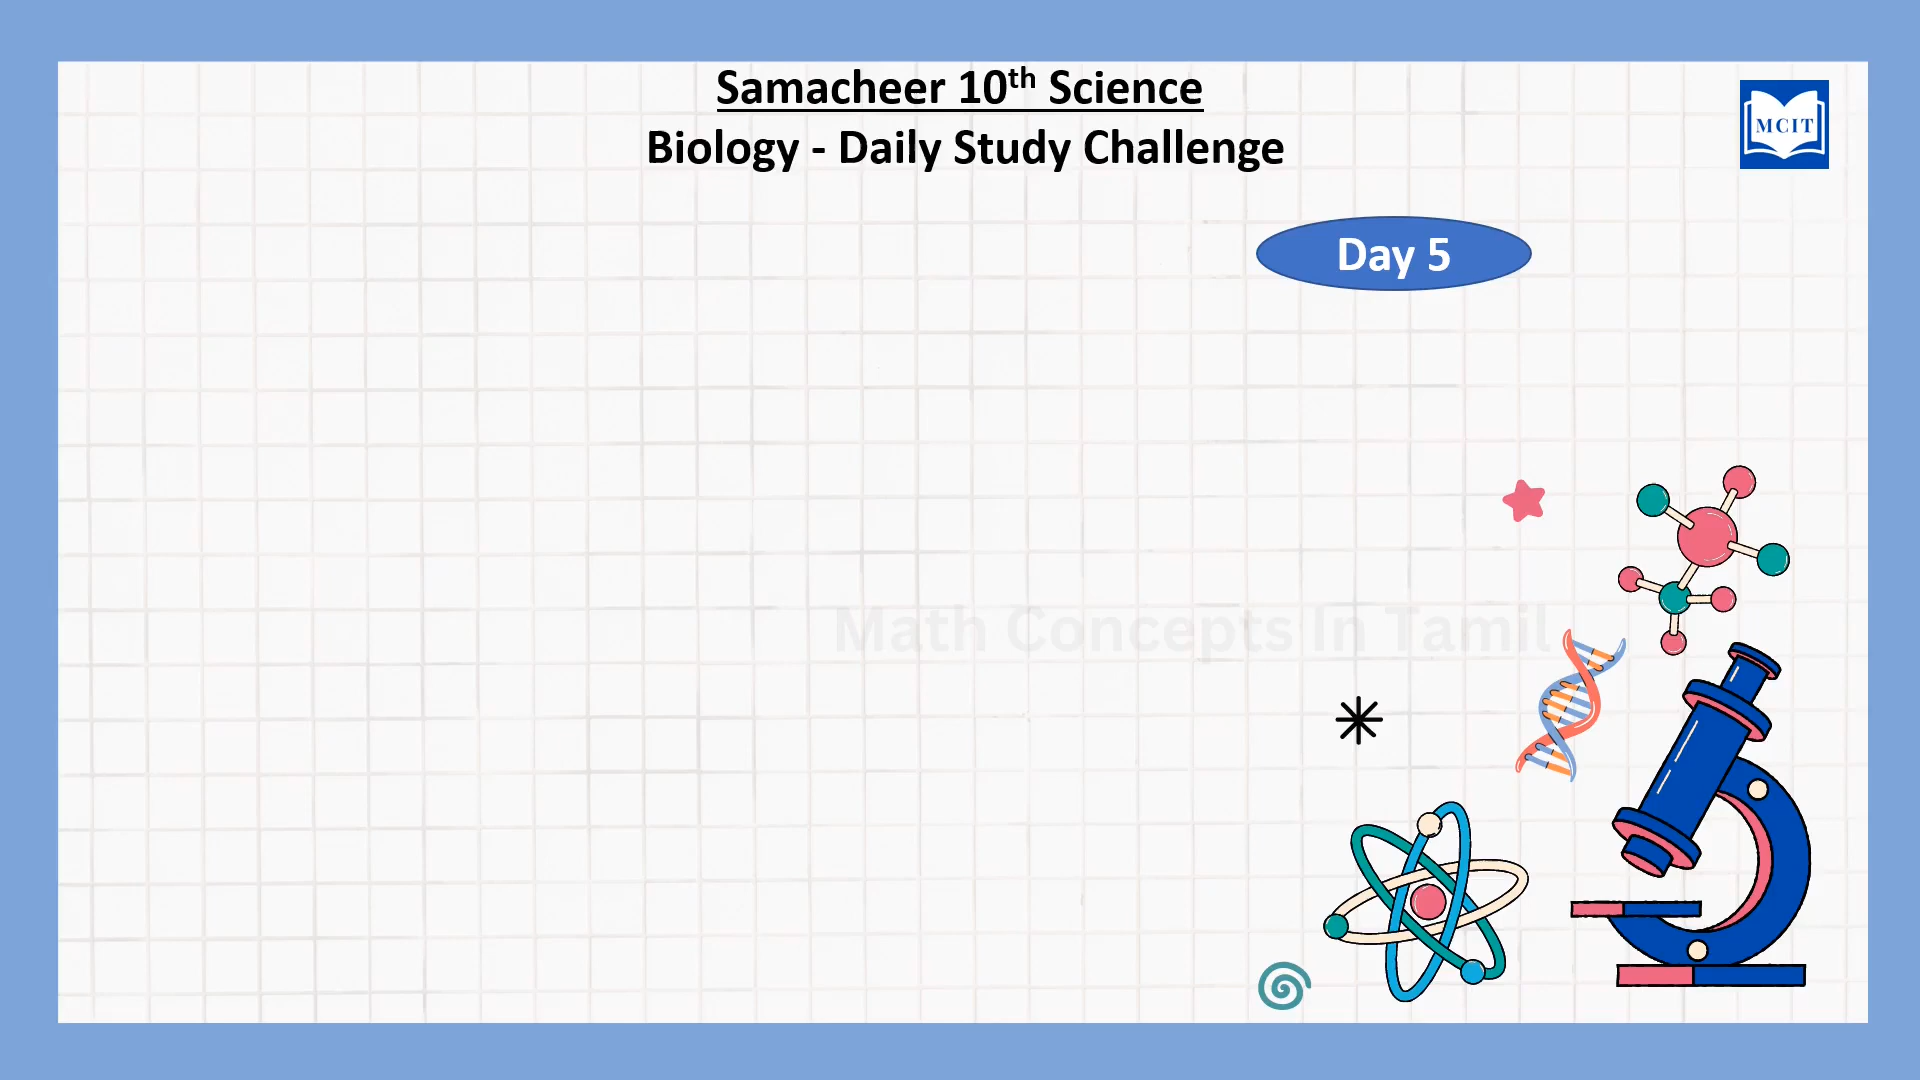 Samacheer 10th Science
Biology - Daily Study Challenge
MCIT
Day 5
Math Concepts In Tamil